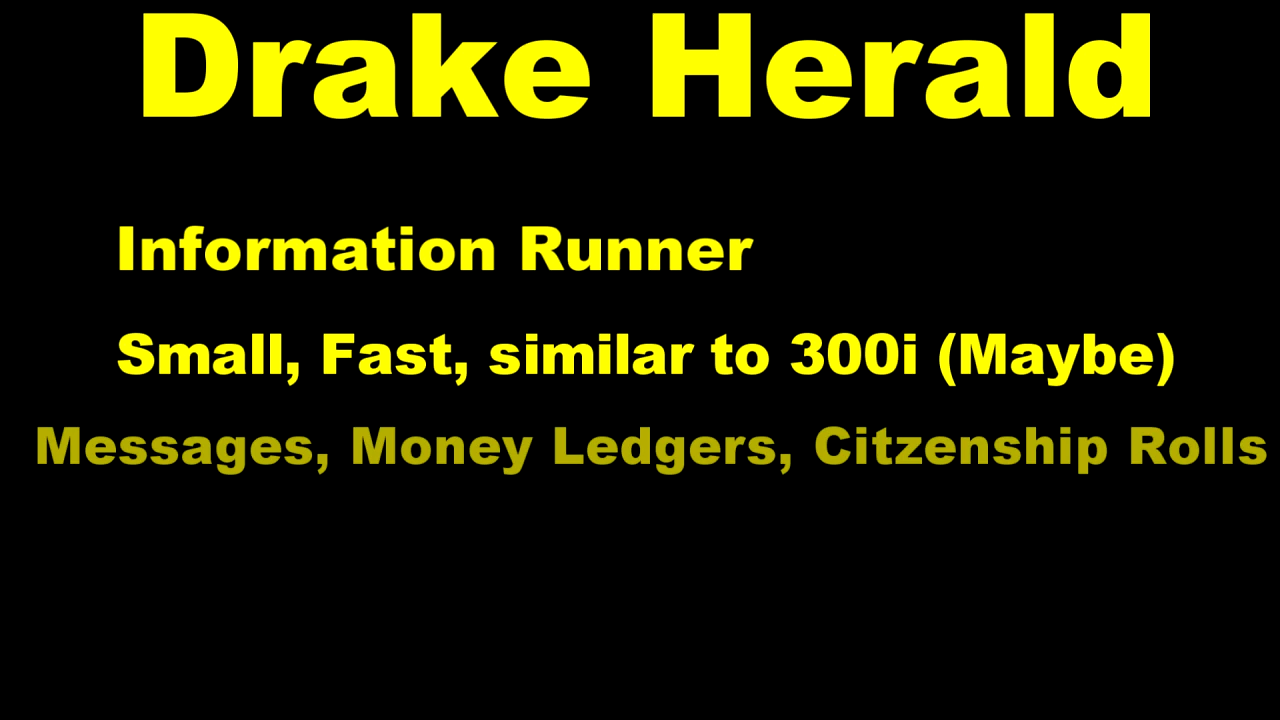 Drake Herald
Information Runner
Small, Fast, similar to 300i (Maybe)
Messages, Money Ledgers, Citzenship Rolls